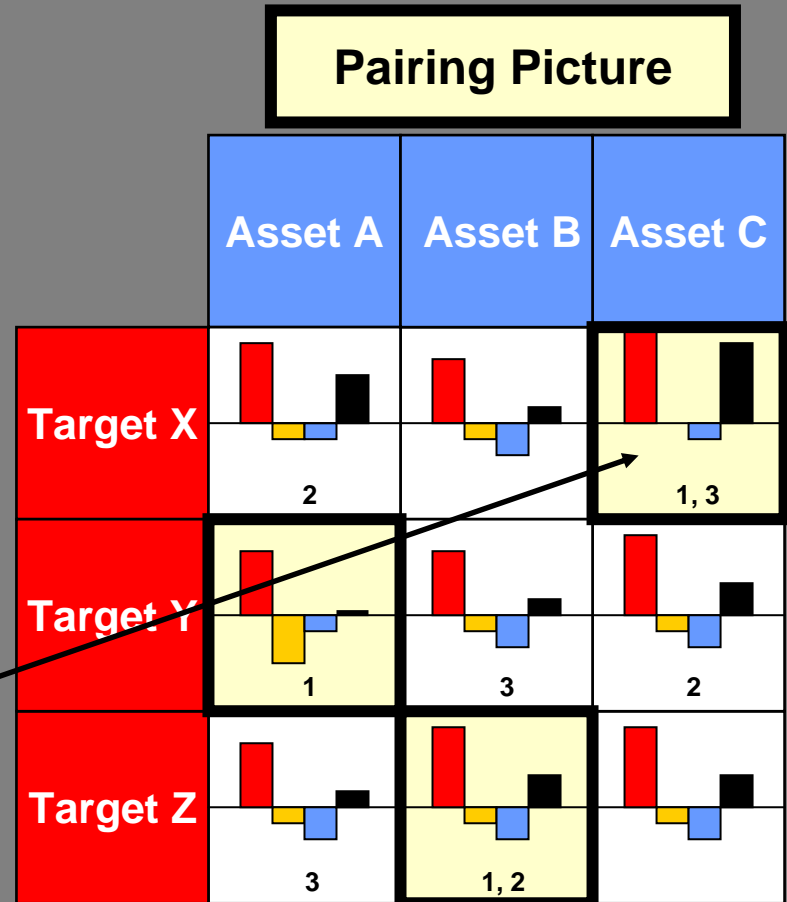 Pairing Picture
Asset A
Asset B
Asset C
Target X
2
1, 3
Target Y
1
3
2
Target Z
3
1, 2